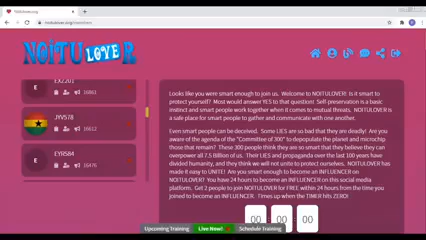 noitulover.org
noitulover.org/members
NOiTU LOVE R
EXZ201
16861
JYV578
16612
E
EYR584
16476
Looks like you were smart enough to join us. Welcome to NOITULOVER! Is it smart to
protect yourself? Most would answer YES to that question! Self-preservation is a basic
instinct and smart people work together when it comes to mutual threats. NOITULOVER is
a safe place for smart people to gather and communicate with one another.
Even smart people can be deceived. Some LIES are so bad that they are deadly! Are you
aware of the agenda of the "Committee of 300" to depopulate the planet and microchip
those that remain? These 300 people think they are so smart that they believe they can
overpower all 7.5 Billion of us. Their LIES and propaganda over the last 100 years have
divided humanity, and they think we will not unite to protect ourselves. NOITULOVER has
made it EASY to UNITE! Are you smart enough to become an INFLUENCER on
NOITULOVER? You have 24 hours to become an INFLUENCER on this social media
platform. Get 2 people to join NOITULOVER for FREE within 24 hours from the time you
joined to become an INFLUENCER. Times up when the TIMER hits ZERO!
00 : 00 : 00
Upcoming Training
Live Now!
Schedule Training